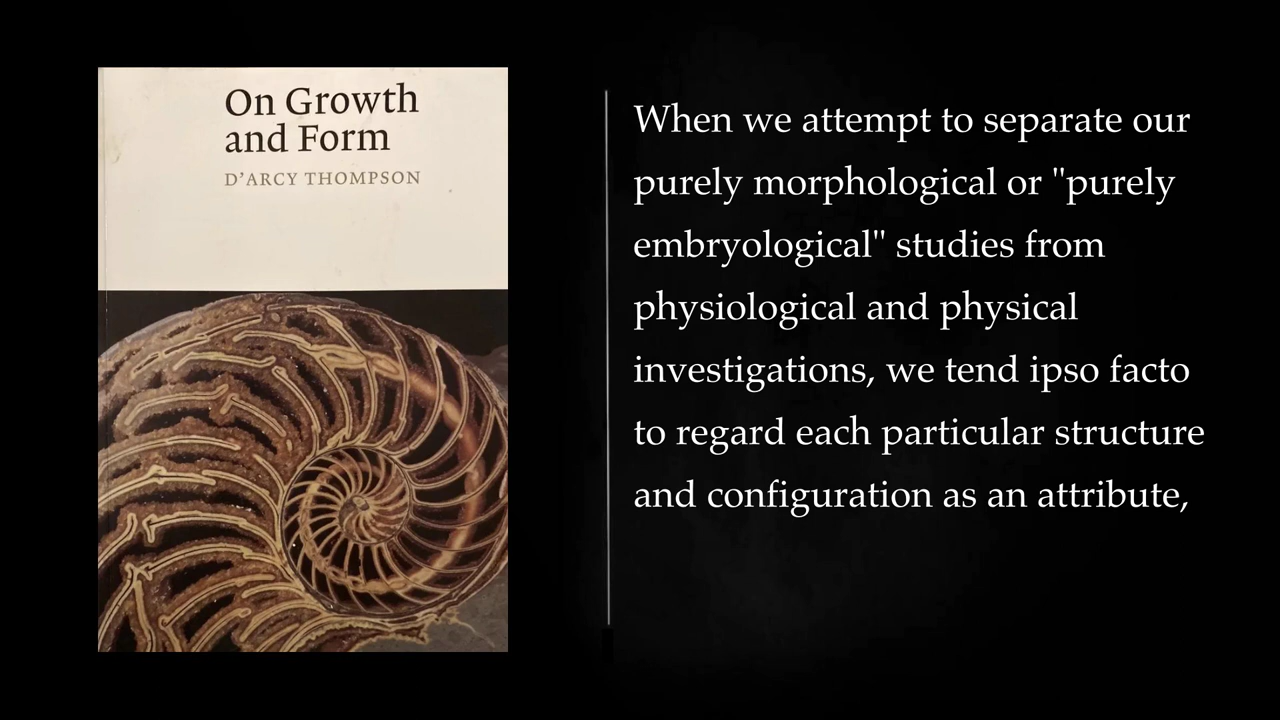 On Growth
and Form
D'ARCY THOMPSON
When we attempt to separate our
purely morphological or "purely
embryological" studies from
physiological and physical
investigations, we tend ipso facto
to regard each particular structure
and configuration as an attribute,